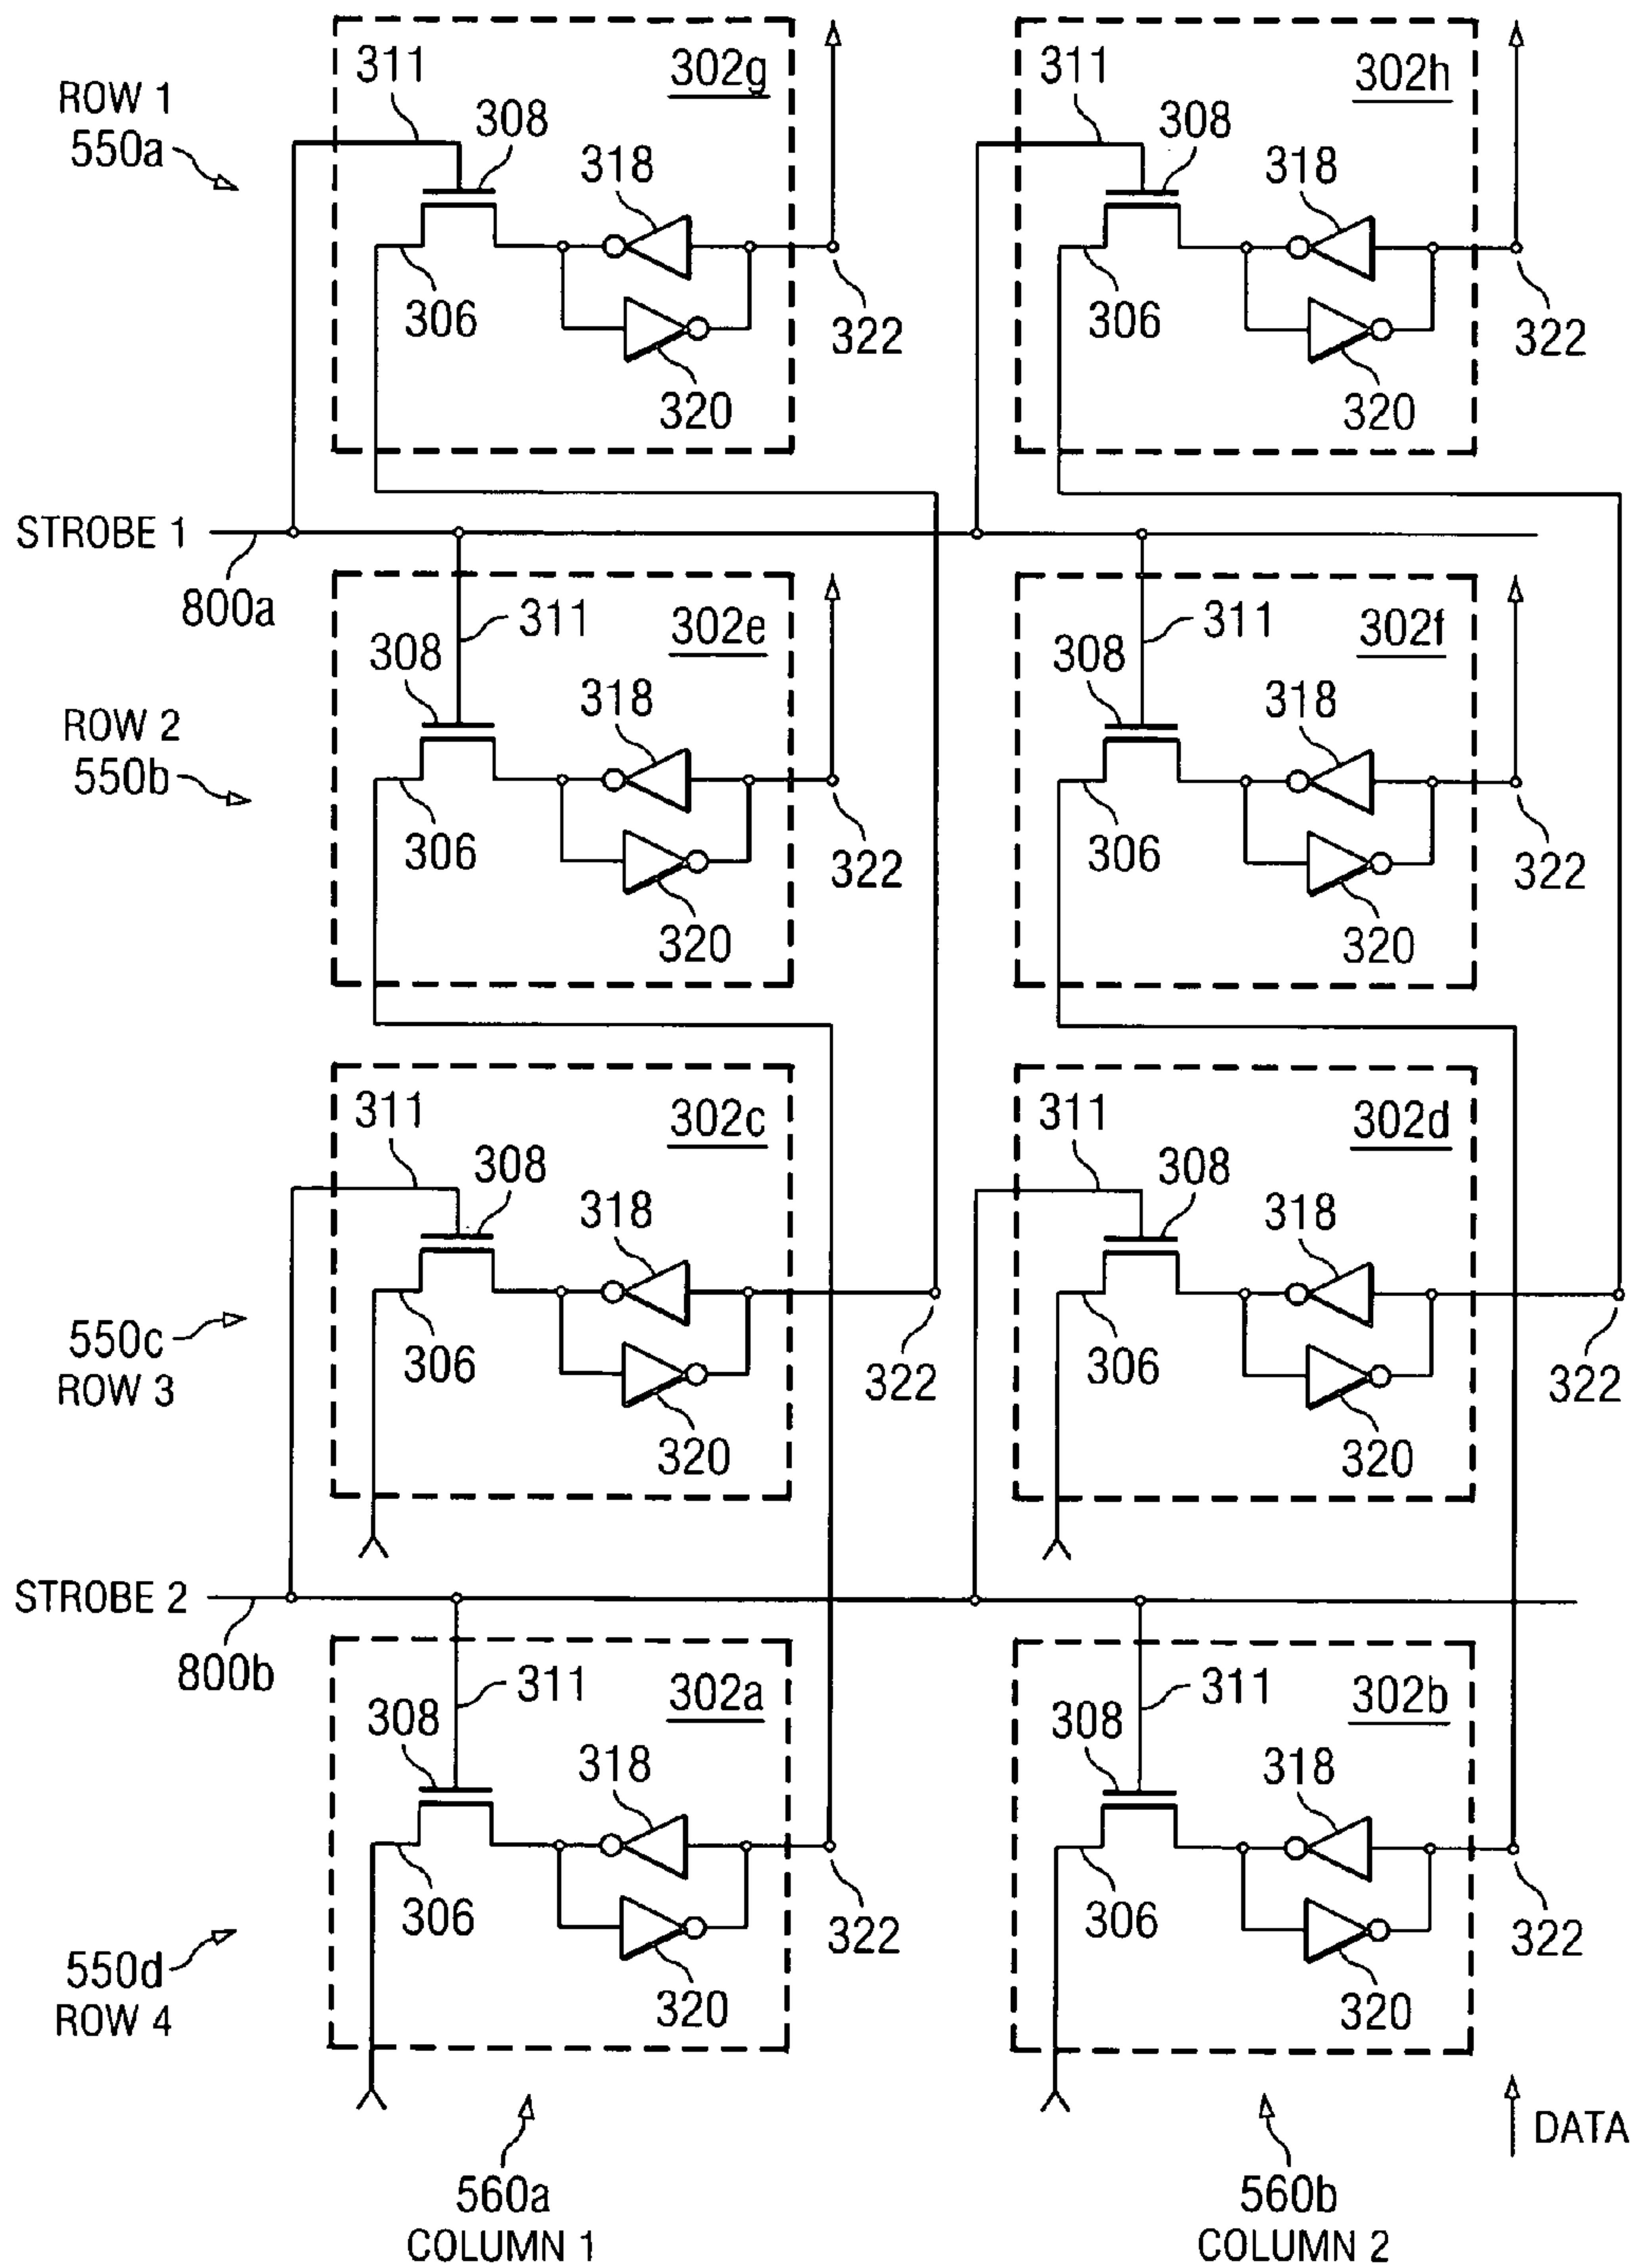 311
302g
ROW 1
550a
308
318
306
320
322
311
302h
308
318
306
320
322
STROBE 1
800a
311
302e
308
318
ROW 2
550b
306
320
322
311
302f
308
318
306
320
322
311
302c
308
318
550c
ROW 3
306
320
322
311
302d
308
318
306
320
322
STROBE 2
800b
311
302a
308
318
306
320
322
550d
ROW 4
311
302b
308
318
306
320
322
560a
COLUMN 1
560b
COLUMN 2
DATA